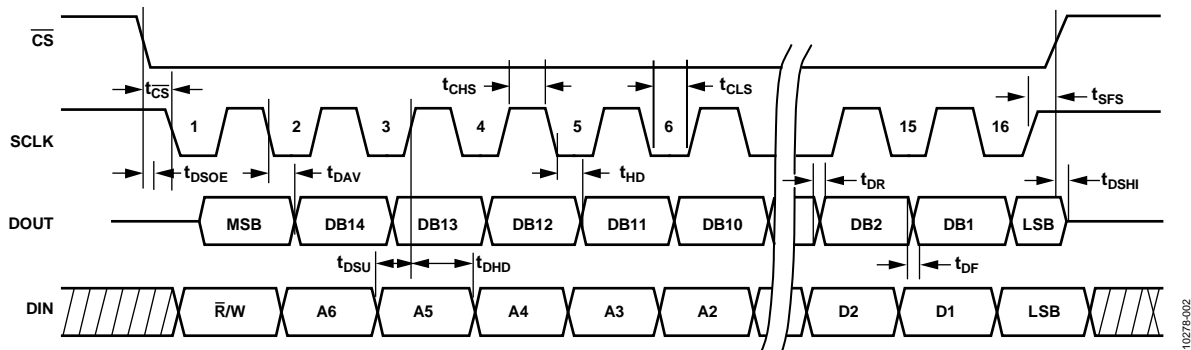 CS
tCS
tCHS
tCLS
tSFS
SCLK
1 2 3 4 5 6 15 16
tDSOE
tDAV
tHD
tDR
tDSHI
DOUT
MSB DB14 DB13 DB12 DB11 DB10 DB2 DB1 LSB
tDSU
tDHD
tDF
DIN
R/W A6 A5 A4 A3 A2 D2 D1 LSB
10278-002